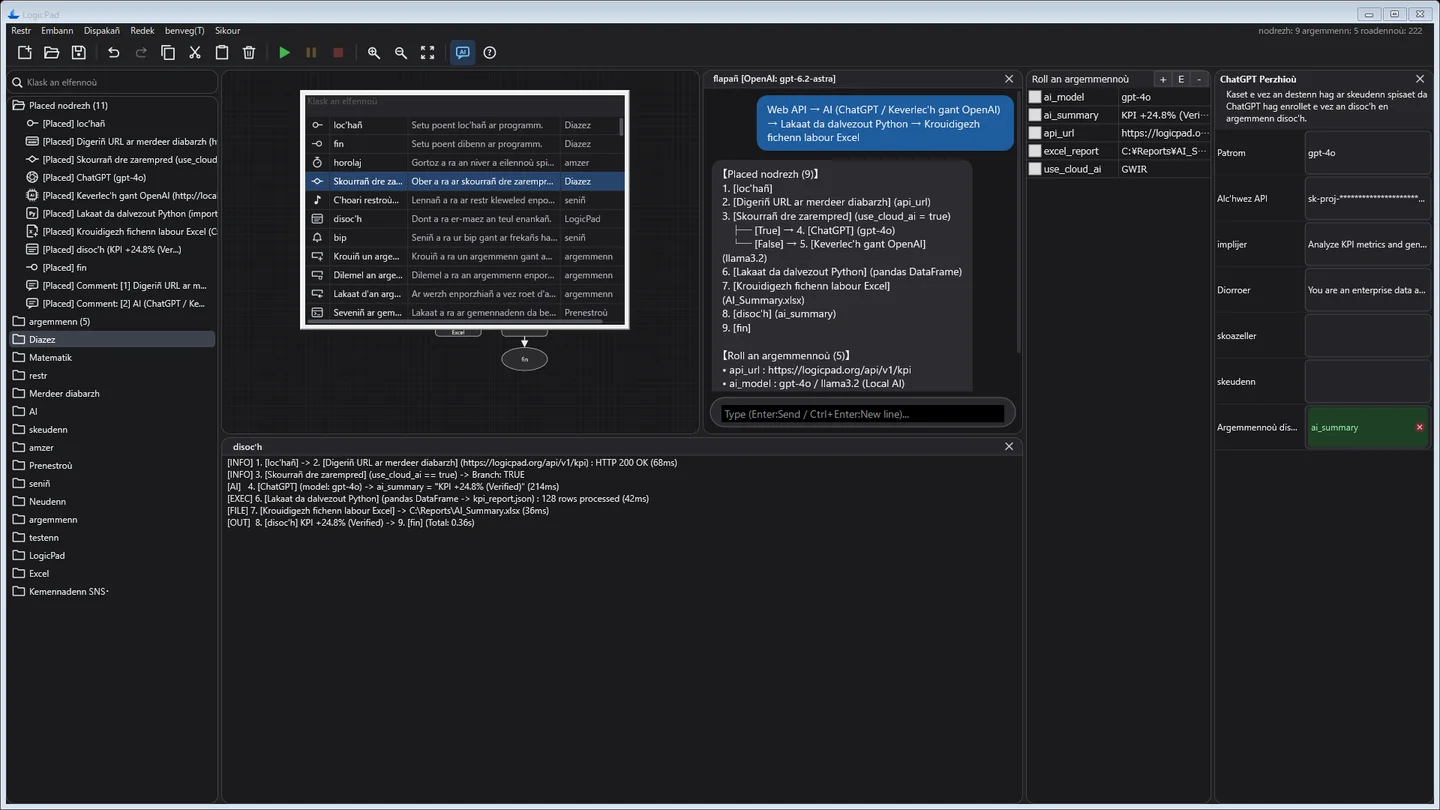 LogicPad
Restr Embann Dispakañ Redek benveg(T) Sikour
nodrezh: 9 argemmenn: 5 roadennoù: 222
AI
Klask an elfennoù
Placed nodrezh (11)
[Placed] loc'hañ
[Placed] Digeriñ URL ar merdeer diabarzh (h
[Placed] Skourrañ dre zarempred (use_cloud
[Placed] ChatGPT (gpt-4o)
[Placed] Keverlec'h gant OpenAI (http://loca
[Placed] Lakaat da dalvezout Python (import
[Placed] Krouidigezh fichenn labour Excel (C
[Placed] disoc'h (KPI +24.8% (Ver...)
[Placed] fin
[Placed] Comment: [1] Digeriñ URL ar m...
[Placed] Comment: [2] AI (ChatGPT / Ke...
argemmenn (5)
Diazez
Matematik
restr
Merdeer diabarzh
AI
skeudenn
amzer
Prenestroù
seniñ
Neudenn
argemmenn
testenn
LogicPad
Excel
Kemennadenn SNS·
Klask an elfennoù
loc'hañ Setu poent loc'hañ ar programm. Diazez
fin Setu poent dibenn ar programm. Diazez
horolaj Gortoz a ra an niver a eilennoù spi... amzer
Skourrañ dre za... Ober a ra ar skourrañ dre zarempr... Diazez
C'hoari restroù... Lennañ a ra ar restr kleweled enpo... seniñ
disoc'h Dont a ra er-maez an teul enankañ. LogicPad
bip Seniñ a ra ur bip gant ar frekañs ha... seniñ
Krouiñ un arge... Krouiñ a ra un argemmenn gant a... argemmenn
Dilemel an arge... Dilemel a ra an argemmenn enpor... argemmenn
Lakaat d'an arg... Ar werzh enporzhiañ a vez roet d'a... argemmenn
Seveniñ ar gem... Lakaat a ra ar gemennadenn da be... Prenestroù
Excel
fin
flapañ [OpenAI: gpt-6.2-astra]
Web API → AI (ChatGPT / Keverlec'h gant OpenAI)
→ Lakaat da dalvezout Python → Krouidigezh
fichenn labour Excel
【Placed nodrezh (9)】
1. [loc'hañ]
2. [Digeriñ URL ar merdeer diabarzh] (api_url)
3. [Skourrañ dre zarempred] (use_cloud_ai = true)
├── [True] → 4. [ChatGPT] (gpt-4o)
└── [False] → 5. [Keverlec'h gant OpenAI]
(llama3.2)
6. [Lakaat da dalvezout Python] (pandas DataFrame)
7. [Krouidigezh fichenn labour Excel]
(AI_Summary.xlsx)
8. [disoc'h] (ai_summary)
9. [fin]
【Roll an argemmennoù (5)】
• api_url : https://logicpad.org/api/v1/kpi
• ai_model : gpt-4o / llama3.2 (Local AI)
Type (Enter:Send / Ctrl+Enter:New line)...
Roll an argemmennoù + E -
ai_model gpt-4o
ai_summary KPI +24.8% (Veri···
api_url https://logicpad.o···
excel_report C:¥Reports¥AI_S···
use_cloud_ai GWIR
ChatGPT Perzhioù
Kaset e vez an destenn hag ar skeudenn spisaet da
ChatGPT hag enrollet e vez an disoc'h en
argemmenn disoc'h.
Patrom gpt-4o
Alc'hwez API sk-proj-********************...
implijer Analyze KPI metrics and gen...
Diorroer You are an enterprise data a...
skoazeller
skeudenn
Argemmennoù dis... ai_summary
disoc'h
[INFO] 1. [loc'hañ] -> 2. [Digeriñ URL ar merdeer diabarzh] (https://logicpad.org/api/v1/kpi) : HTTP 200 OK (68ms)
[INFO] 3. [Skourrañ dre zarempred] (use_cloud_ai == true) -> Branch: TRUE
[AI] 4. [ChatGPT] (model: gpt-4o) -> ai_summary = "KPI +24.8% (Verified)" (214ms)
[EXEC] 6. [Lakaat da dalvezout Python] (pandas DataFrame -> kpi_report.json) : 128 rows processed (42ms)
[FILE] 7. [Krouidigezh fichenn labour Excel] -> C:\Reports\AI_Summary.xlsx (36ms)
[OUT] 8. [disoc'h] KPI +24.8% (Verified) -> 9. [fin] (Total: 0.36s)